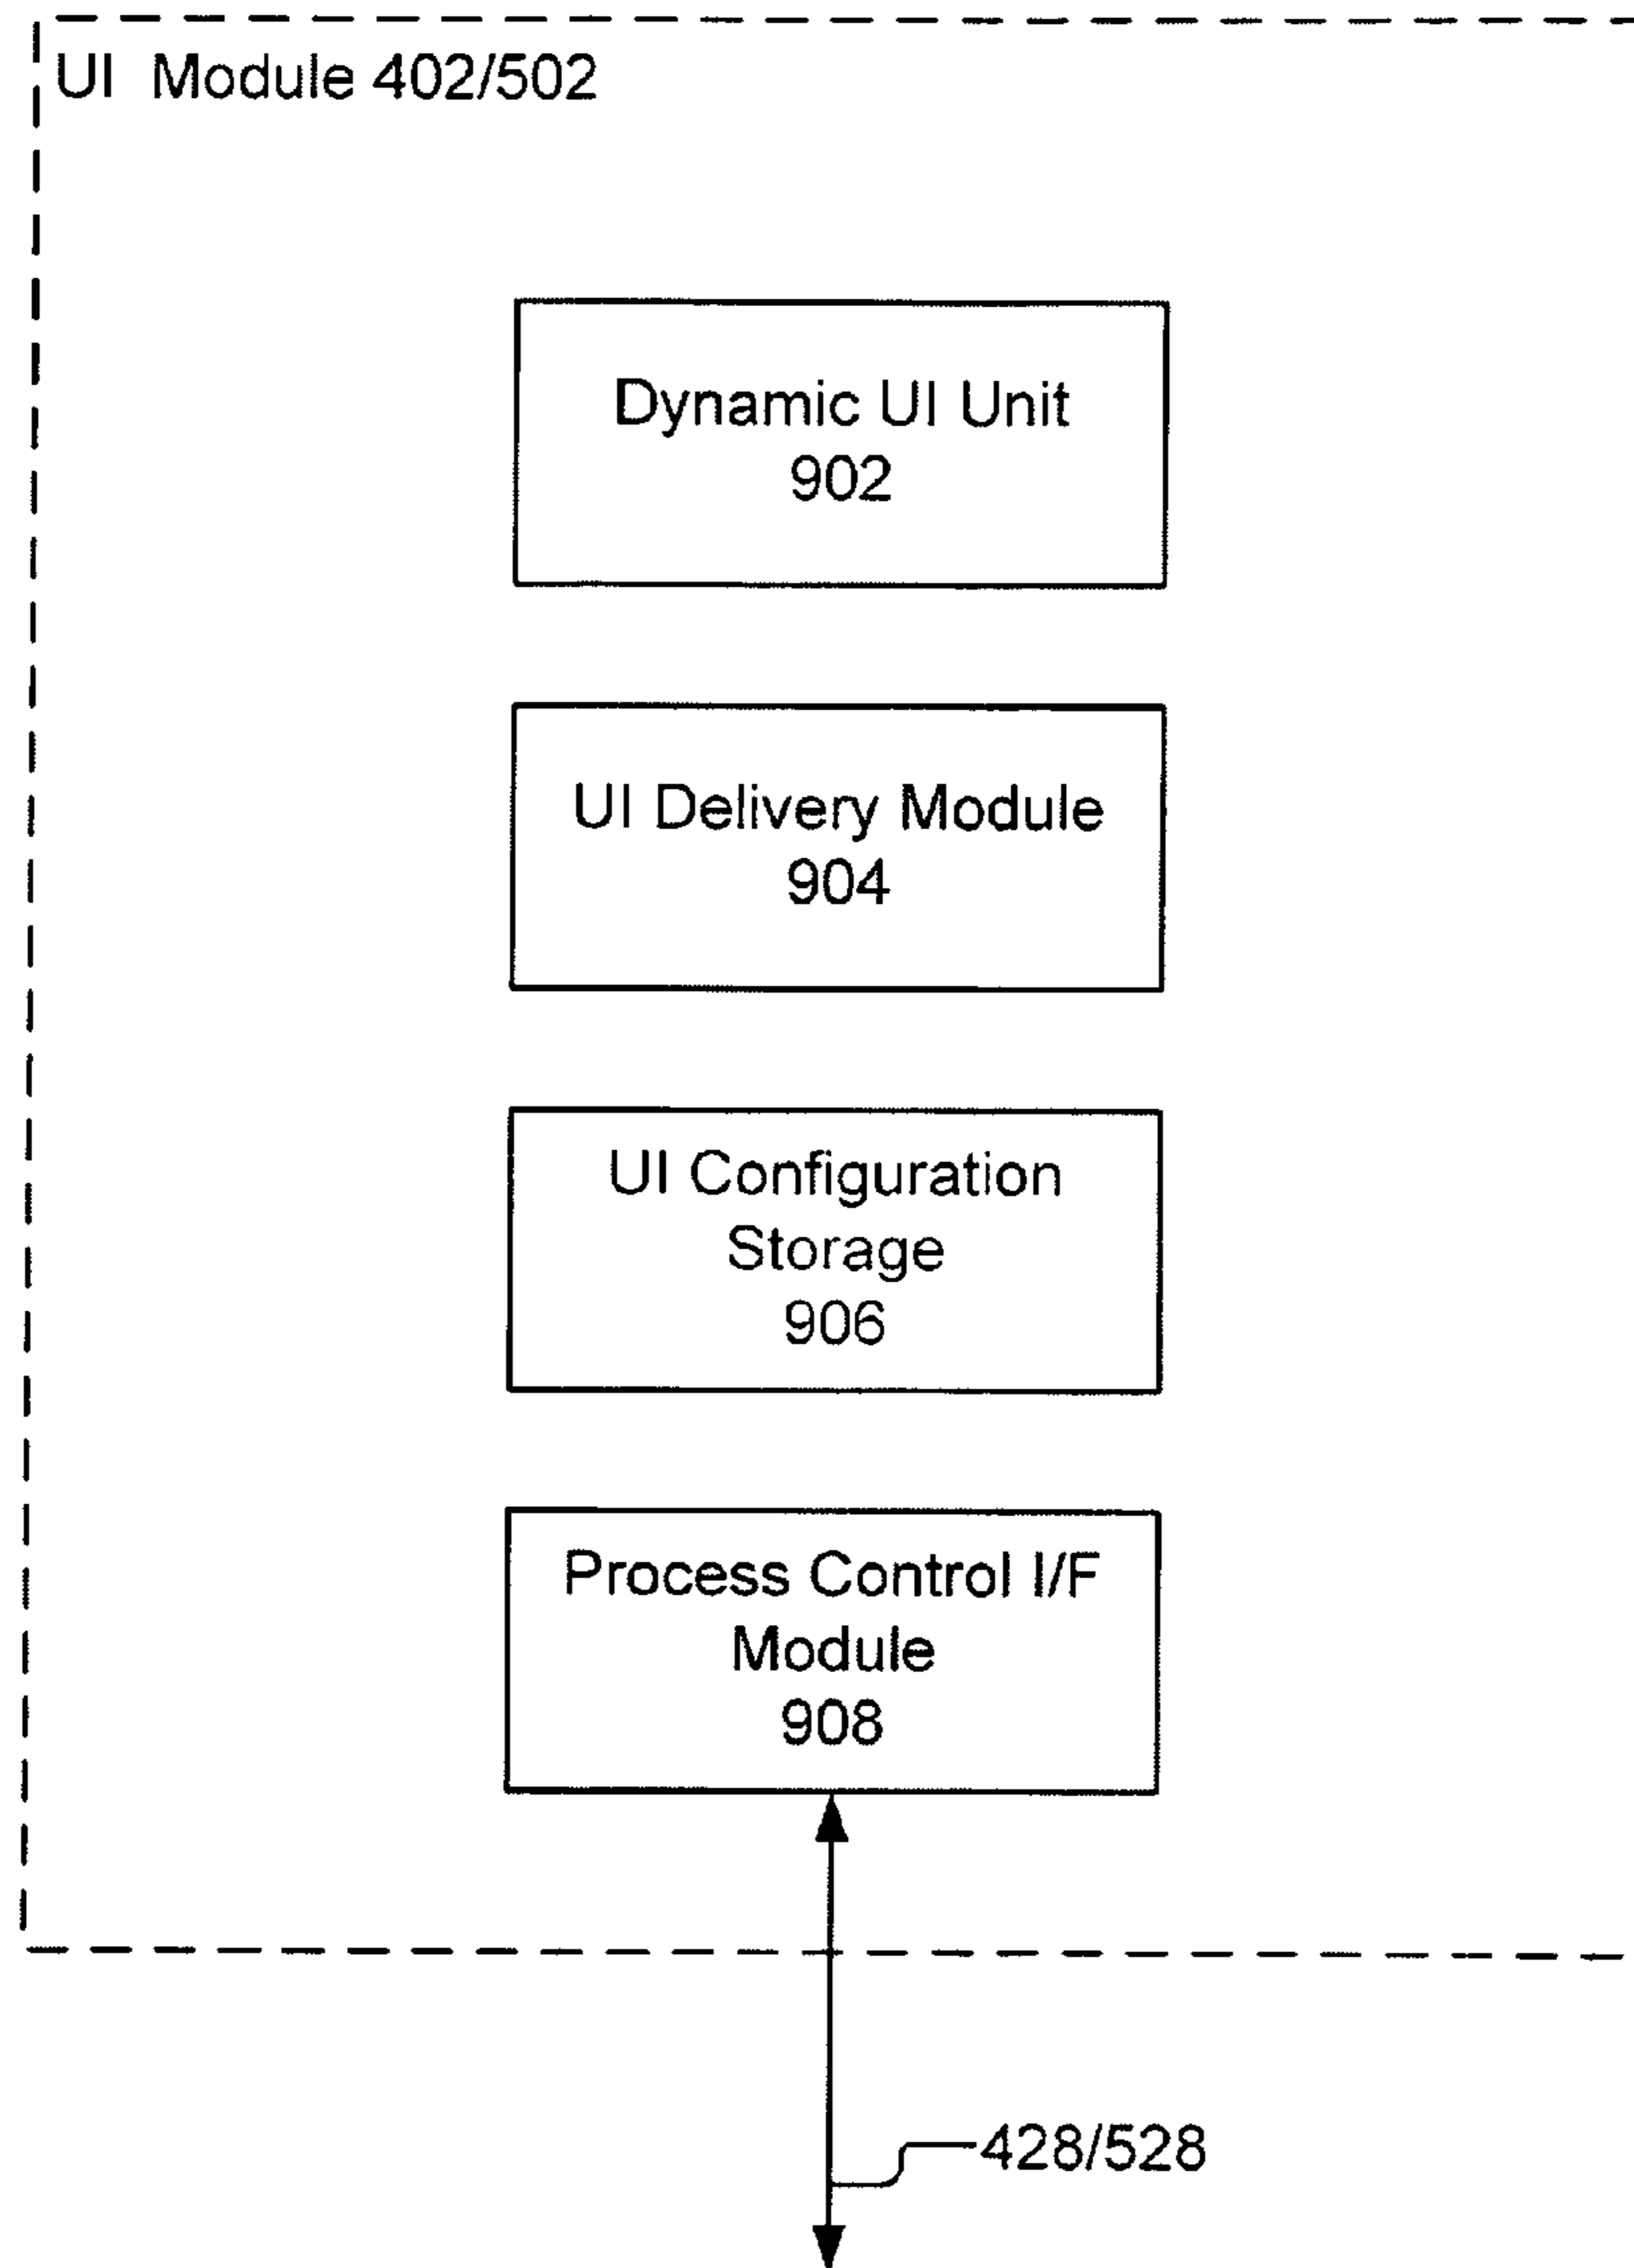 UI Module 402/502
Dynamic UI Unit
902
UI Delivery Module
904
UI Configuration
Storage
906
Process Control I/F
Module
908
428/528